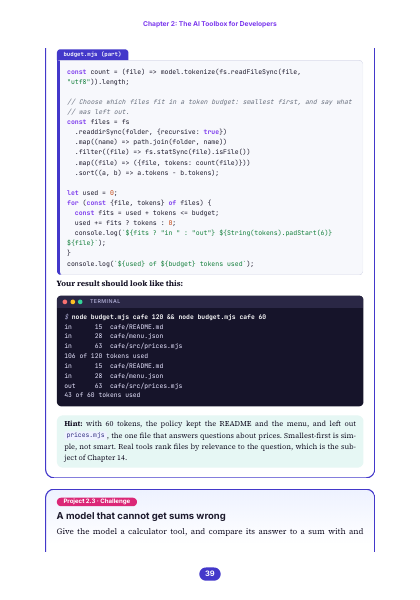 Chapter 2: The AI Toolbox for Developers
budget.mjs (part)
const count = (file) => model.tokenize(fs.readFileSync(file,
"utf8")).length;
// Choose which files fit in a token budget: smallest first, and say what
// was left out.
const files = fs
.readdirSync(folder, {recursive: true})
.map((name) => path.join(folder, name))
.filter((file) => fs.statSync(file).isFile())
.map((file) => ({file, tokens: count(file)}))
.sort((a, b) => a.tokens - b.tokens);
let used = 0;
for (const {file, tokens} of files) {
const fits = used + tokens <= budget;
used += fits ? tokens : 0;
console.log(`${fits ? "in " : "out"} ${String(tokens).padStart(6)}
${file}`);
}
console.log(`${used} of ${budget} tokens used`);
Your result should look like this:
TERMINAL
$ node budget.mjs cafe 120 && node budget.mjs cafe 60
in 15 cafe/README.md
in 28 cafe/menu.json
in 63 cafe/src/prices.mjs
106 of 120 tokens used
in 15 cafe/README.md
in 28 cafe/menu.json
out 63 cafe/src/prices.mjs
43 of 60 tokens used
Hint: with 60 tokens, the policy kept the README and the menu, and left out
prices.mjs, the one file that answers questions about prices. Smallest-first is sim-
ple, not smart. Real tools rank files by relevance to the question, which is the sub-
ject of Chapter 14.
Project 2.3 · Challenge
A model that cannot get sums wrong
Give the model a calculator tool, and compare its answer to a sum with and
39